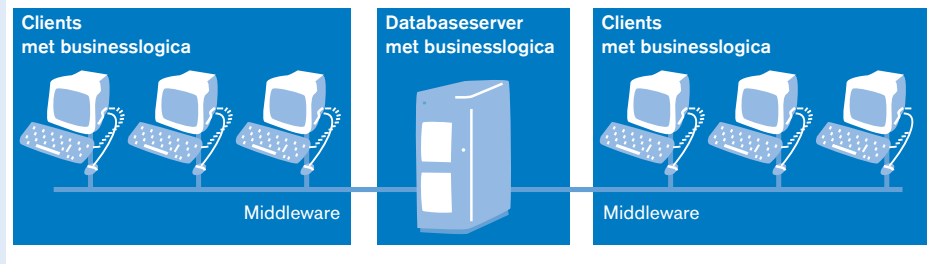 Clients
met businesslogica
Databaseserver
met businesslogica
Clients
met businesslogica
Middleware
Middleware